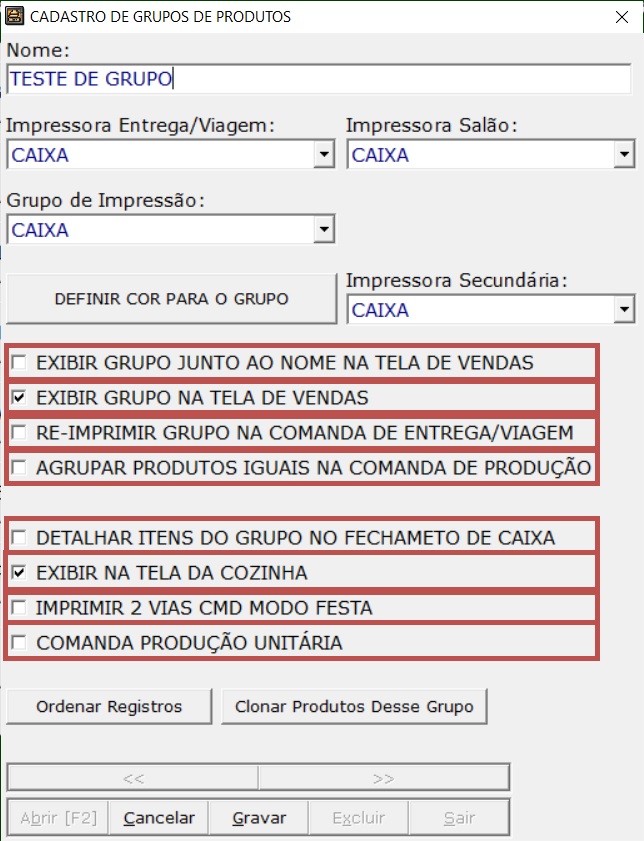 CADASTRO DE GRUPOS DE PRODUTOS
Nome:
TESTE DE GRUPO
Impressora Entrega/Viagem: Impressora Salão:
CAIXA CAIXA
Grupo de Impressão:
CAIXA
DEFINIR COR PARA O GRUPO Impressora Secundária:
CAIXA
EXIBIR GRUPO JUNTO AO NOME NA TELA DE VENDAS
EXIBIR GRUPO NA TELA DE VENDAS
RE-IMPRIMIR GRUPO NA COMANDA DE ENTREGA/VIAGEM
AGRUPAR PRODUTOS IGUAIS NA COMANDA DE PRODUÇÃO
DETALHAR ITENS DO GRUPO NO FECHAMETO DE CAIXA
EXIBIR NA TELA DA COZINHA
IMPRIMIR 2 VIAS CMD MODO FESTA
COMANDA PRODUÇÃO UNITÁRIA
Ordenar Registros Clonar Produtos Desse Grupo
<< >>
Abrir [F2] Cancelar Gravar Excluir Sair